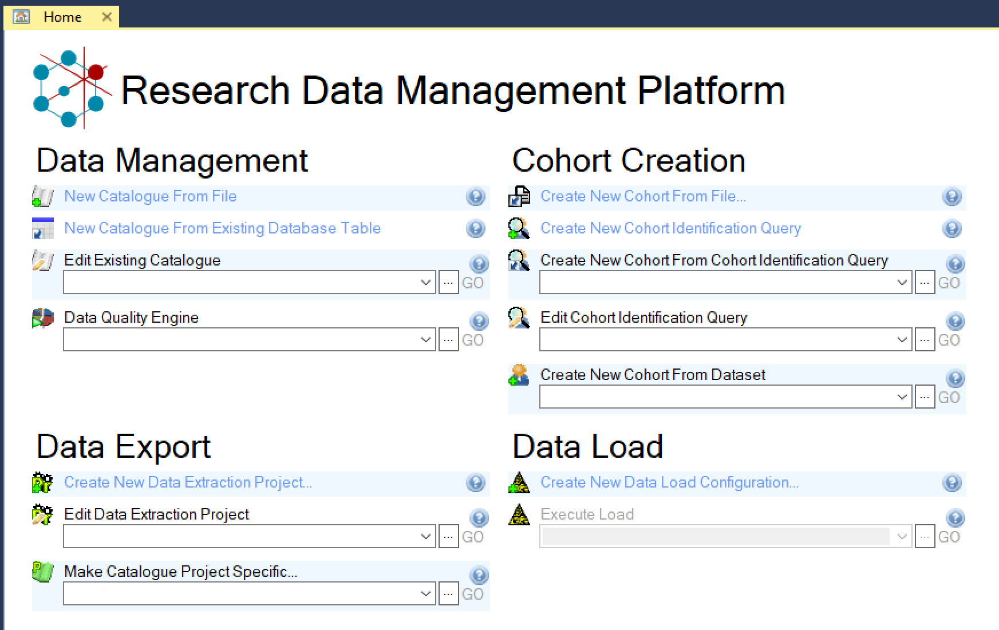 Home
Research Data Management Platform
Data Management
New Catalogue From File
New Catalogue From Existing Database Table
Edit Existing Catalogue
... GO
Data Quality Engine
... GO
Cohort Creation
Create New Cohort From File...
Create New Cohort Identification Query
Create New Cohort From Cohort Identification Query
... GO
Edit Cohort Identification Query
... GO
Create New Cohort From Dataset
... GO
Data Export
Create New Data Extraction Project...
Edit Data Extraction Project
... GO
Make Catalogue Project Specific...
... GO
Data Load
Create New Data Load Configuration...
Execute Load
... GO